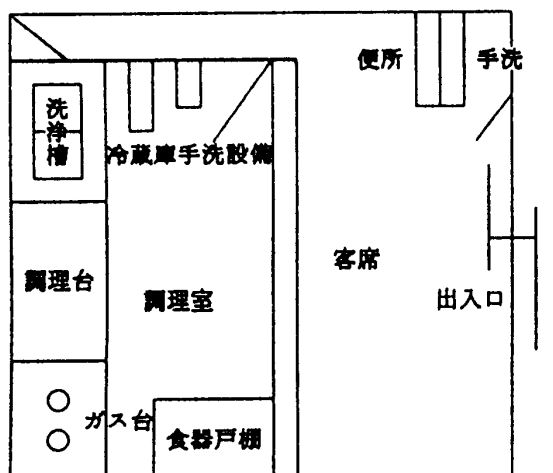 便所
手洗
洗浄槽
冷蔵庫手洗設備
客席
調理台
調理室
出入口
ガス台
食器戸棚